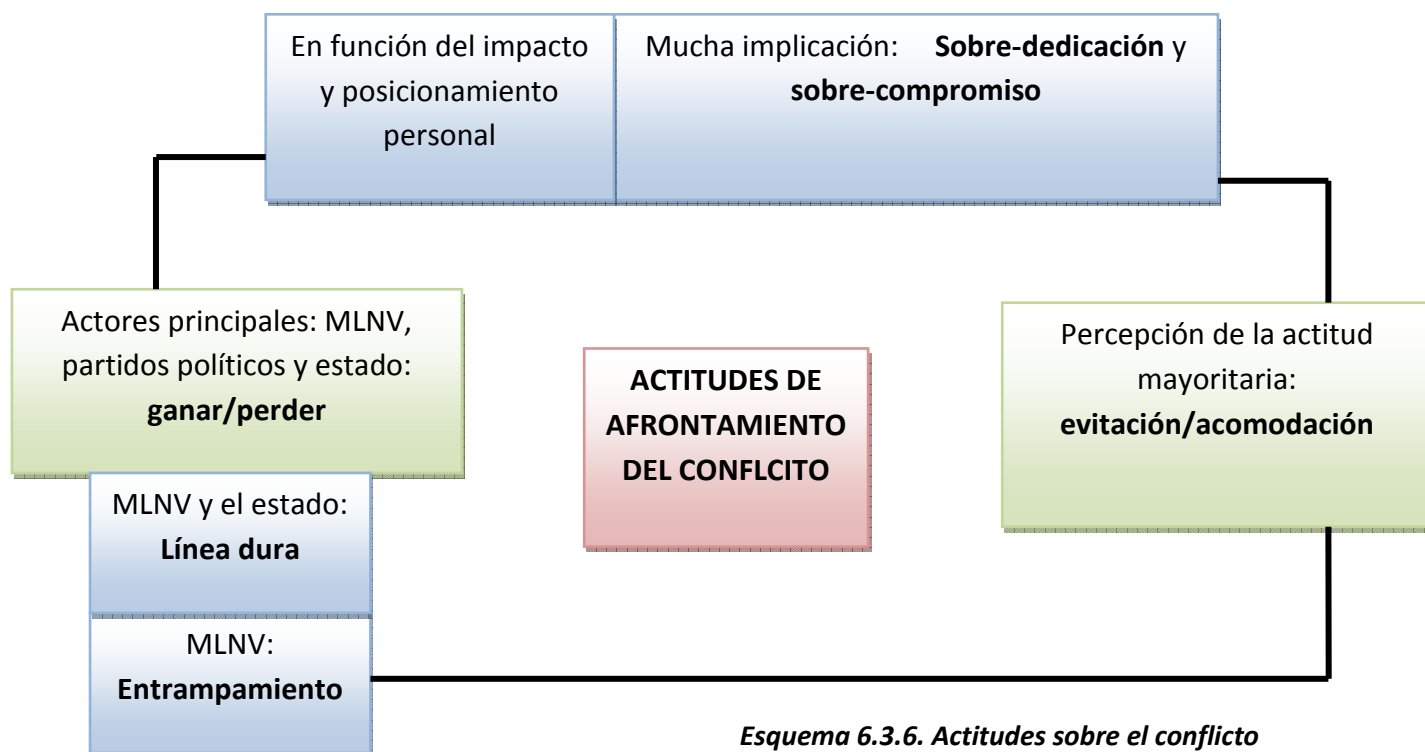 En función del impacto
y posicionamiento
personal
Mucha implicación: Sobre-dedicación y
sobre-compromiso
Actores principales: MLNV,
partidos políticos y estado:
ganar/perder
ACTITUDES DE
AFRONTAMIENTO
DEL CONFLCITO
Percepción de la actitud
mayoritaria:
evitación/acomodación
MLNV y el estado:
Línea dura
MLNV:
Entrampamiento
Esquema 6.3.6. Actitudes sobre el conflicto